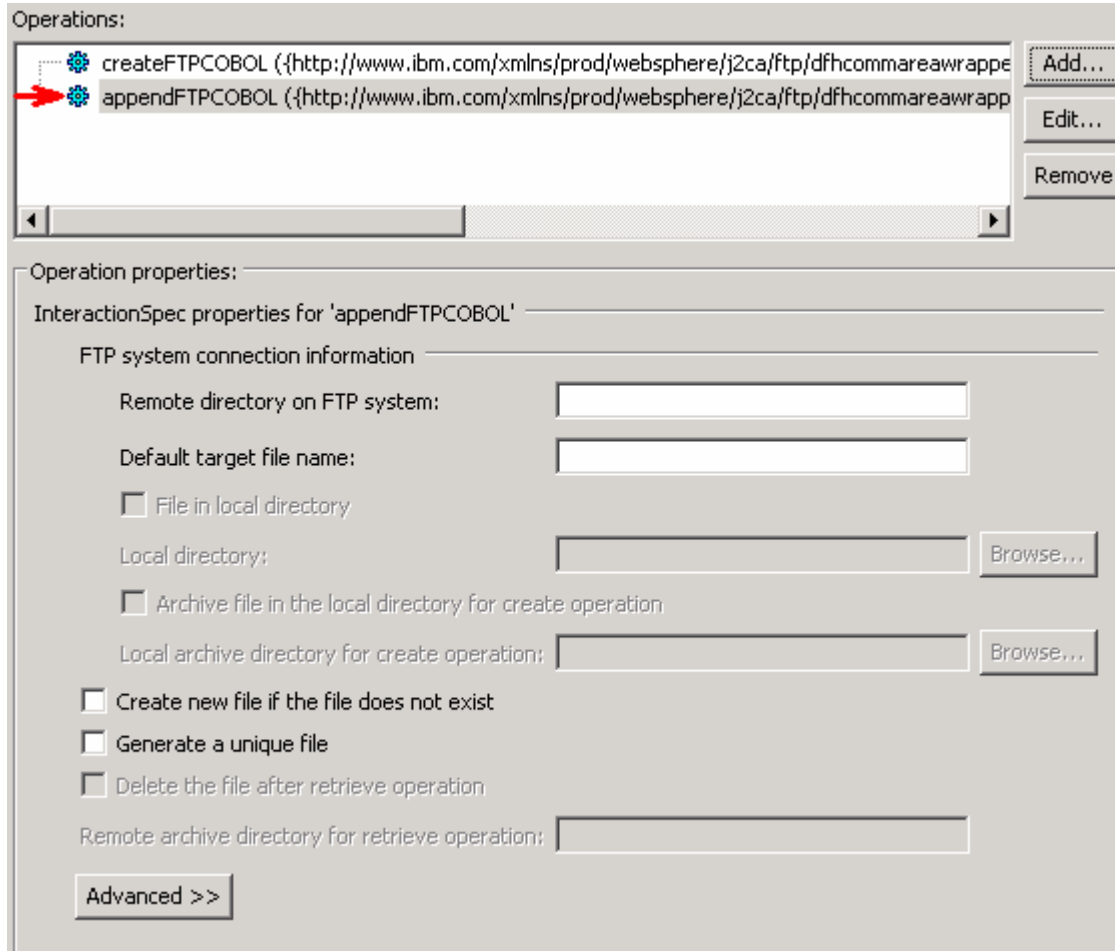 Operations:
createFTPCOBOL ({http://www.ibm.com/xmlns/prod/websphere/j2ca/ftp/dfhcommareawrappe
Add...
appendFTPCOBOL ({http://www.ibm.com/xmlns/prod/websphere/j2ca/ftp/dfhcommareawrapp
Edit...
Remove
Operation properties:
InteractionSpec properties for 'appendFTPCOBOL'
FTP system connection information
Remote directory on FTP system:
Default target file name:
File in local directory
Local directory:
Browse...
Archive file in the local directory for create operation
Local archive directory for create operation:
Browse...
Create new file if the file does not exist
Generate a unique file
Delete the file after retrieve operation
Remote archive directory for retrieve operation:
Advanced >>